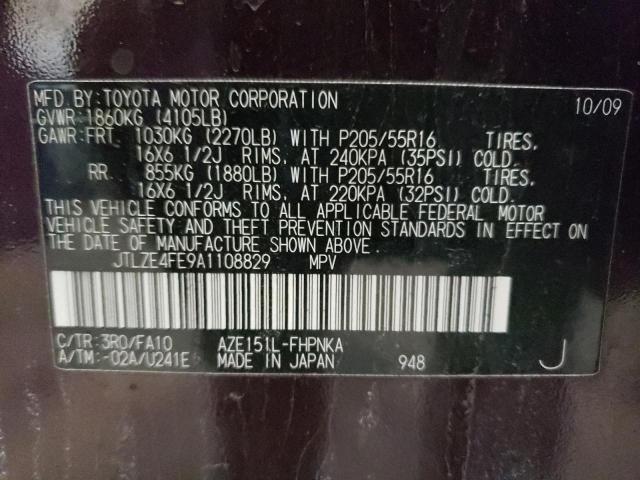 MFD.BY:TOYOTA MOTOR CORPORATION 10/09
GVWR:1860KG (4105LB)
GAWR:FRT 1030KG (2270LB) WITH P205/55R16 TIRES,
16X6 1/2J RIMS, AT 240KPA (35PSI) COLD.
RR 855KG (1880LB) WITH P205/55R16 TIRES,
16X6 1/2J RIMS, AT 220KPA (32PSI) COLD.
THIS VEHICLE CONFORMS TO ALL APPLICABLE FEDERAL MOTOR
VEHICLE SAFETY AND THEFT PREVENTION STANDARDS IN EFFECT ON
THE DATE OF MANUFACTURE SHOWN ABOVE.
JTLZE4FE9A1108829 MPV
C/TR:3R0/FA10 AZE151L-FHPNKA
A/TM:-02A/U241E MADE IN JAPAN 948 J